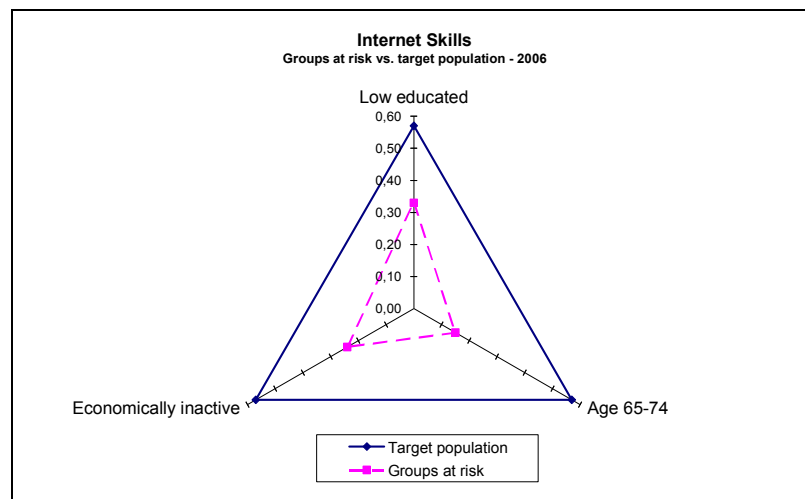 Internet Skills
Groups at risk vs. target population - 2006
Low educated
0,60
0,50
0,40
0,30
0,20
0,10
0,00
Economically inactive
Age 65-74
Target population
Groups at risk